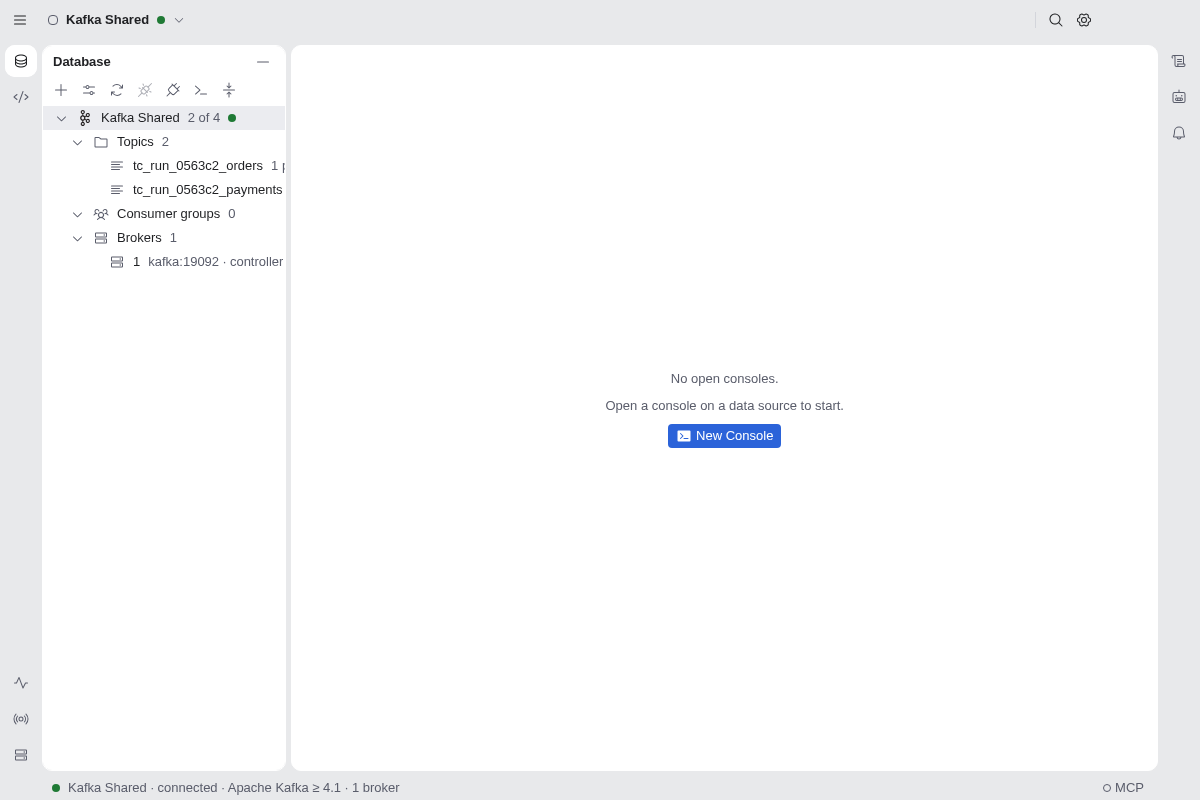 Kafka Shared
Database
Kafka Shared 2 of 4
Topics 2
tc_run_0563c2_orders 1
tc_run_0563c2_payments
Consumer groups 0
Brokers 1
1 kafka:19092 · controller
No open consoles.
Open a console on a data source to start.
New Console
Kafka Shared · connected · Apache Kafka ≥ 4.1 · 1 broker
MCP